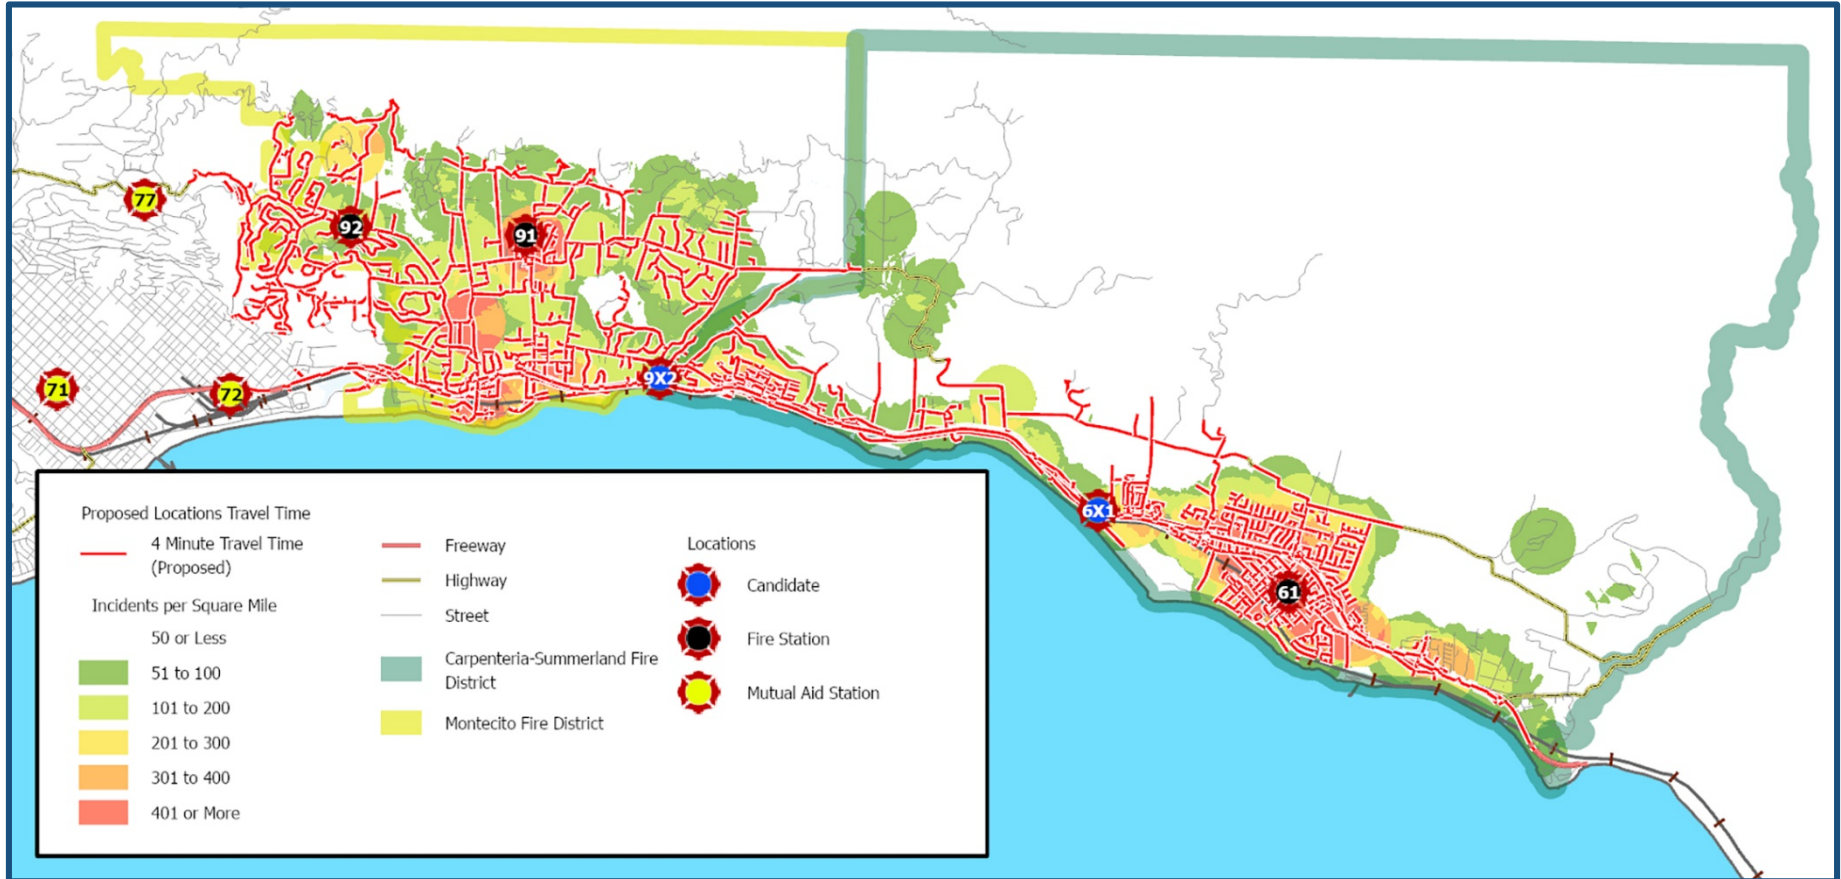 77
92
91
9X2
71
72
6X1
61
Proposed Locations Travel Time
4 Minute Travel Time
(Proposed)
Incidents per Square Mile
50 or Less
51 to 100
101 to 200
201 to 300
301 to 400
401 or More
Freeway
Highway
Street
Carpenteria-Summerland Fire
District
Montecito Fire District
Locations
Candidate
Fire Station
Mutual Aid Station